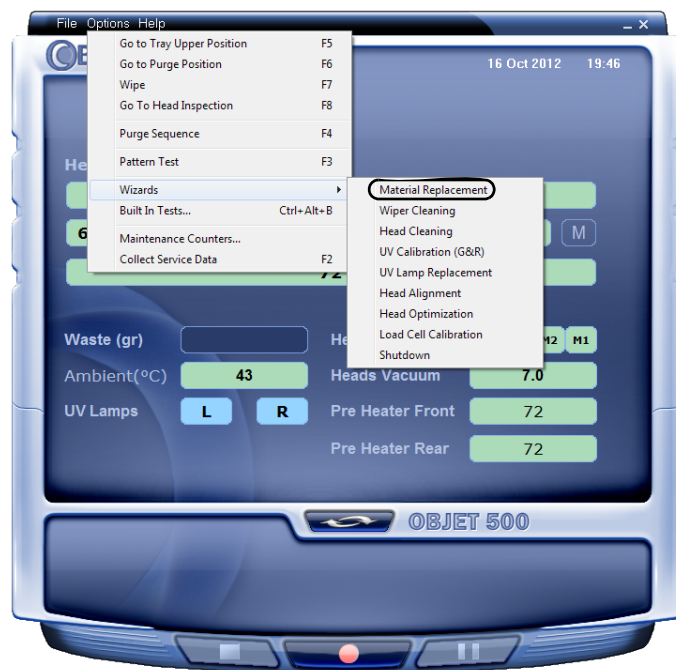 File Options Help
16 Oct 2012 19:46
Go to Tray Upper Position F5
Go to Purge Position F6
Wipe F7
Go To Head Inspection F8
Purge Sequence F4
Pattern Test F3
Wizards
Built In Tests... Ctrl+Alt+B
Maintenance Counters...
Collect Service Data F2
Material Replacement
Wiper Cleaning
Head Cleaning
UV Calibration (G&R)
UV Lamp Replacement
Head Alignment
Head Optimization
Load Cell Calibration
Shutdown
M
72
Waste (gr)
M2 M1
Ambient(ºC) 43 Heads Vacuum 7.0
UV Lamps L R Pre Heater Front 72
Pre Heater Rear 72
OBJET 500